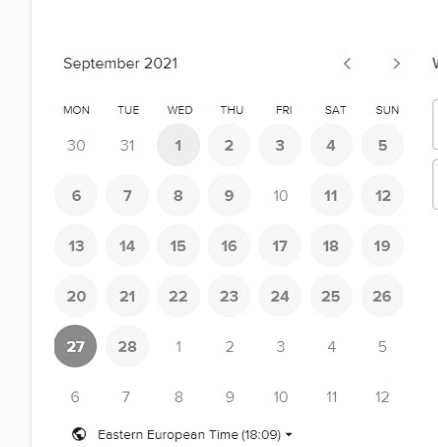 September 2021
MON TUE WED THU FRI SAT SUN
30 31 1 2 3 4 5
6 7 8 9 10 11 12
13 14 15 16 17 18 19
20 21 22 23 24 25 26
27 28 1 2 3 4 5
6 7 8 9 10 11 12
Eastern European Time (18:09)